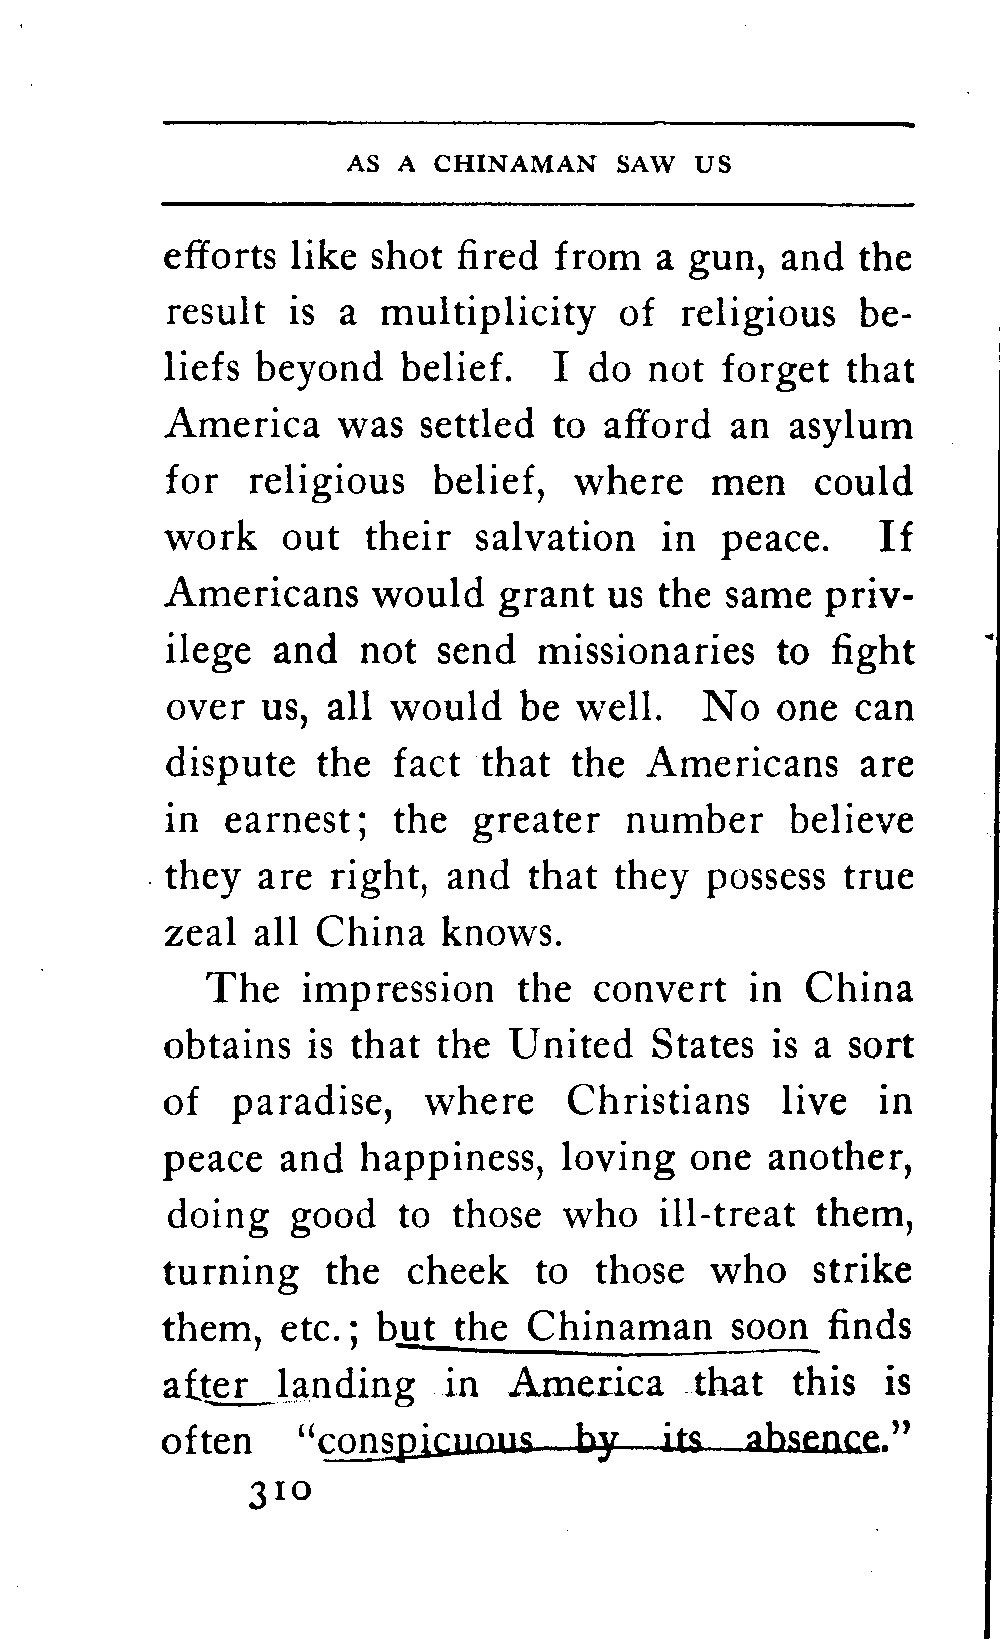 AS A CHINAMAN SAW US
efforts like shot fired from a gun, and the
result is a multiplicity of religious be-
liefs beyond belief. I do not forget that
America was settled to afford an asylum
for religious belief, where men could
work out their salvation in peace. If
Americans would grant us the same priv-
ilege and not send missionaries to fight
over us, all would be well. No one can
dispute the fact that the Americans are
in earnest; the greater number believe
they are right, and that they possess true
zeal all China knows.
The impression the convert in China
obtains is that the United States is a sort
of paradise, where Christians live in
peace and happiness, loving one another,
doing good to those who ill-treat them,
turning the cheek to those who strike
them, etc.; but the Chinaman soon finds
after landing in America that this is
often "conspicuous by its absence."
310